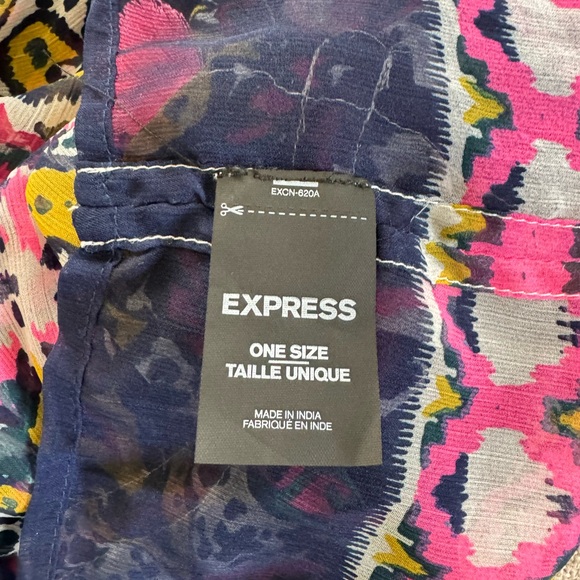 EXCN-620A
EXPRESS
ONE SIZE
TAILLE UNIQUE
MADE IN INDIA
FABRIQUÉ EN INDE